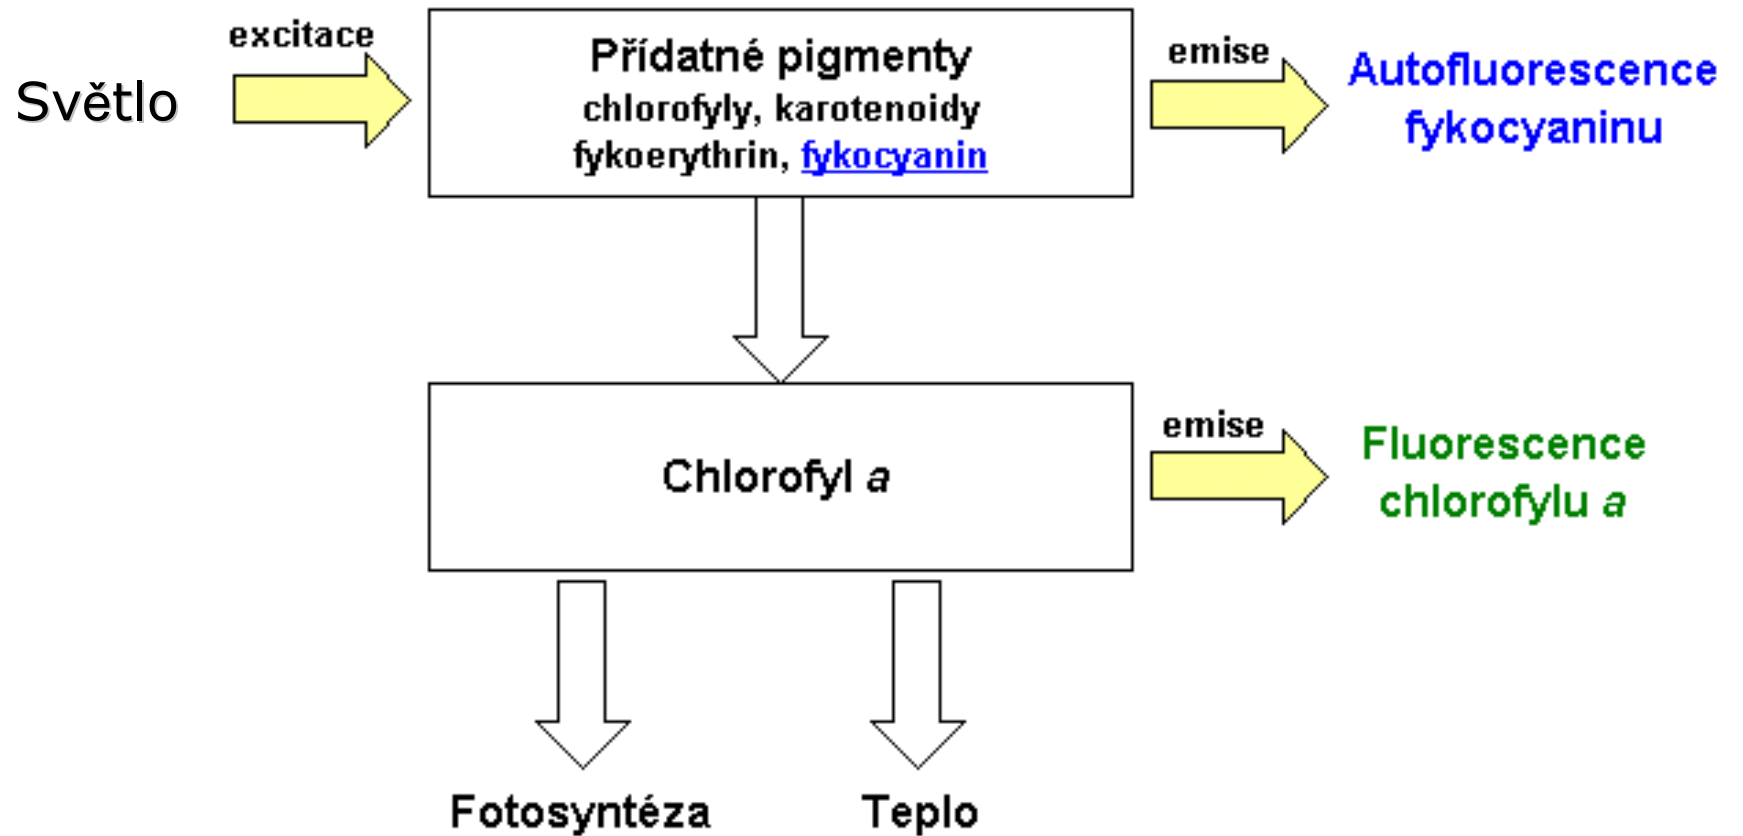 excitace
Světlo
Přídatné pigmenty
chlorofyly, karotenoidy
fykoerythrin, fykocyanin
emise
Autofluorescence
fykocyaninu
Chlorofyl a
emise
Fluorescence
chlorofylu a
Fotosyntéza
Teplo